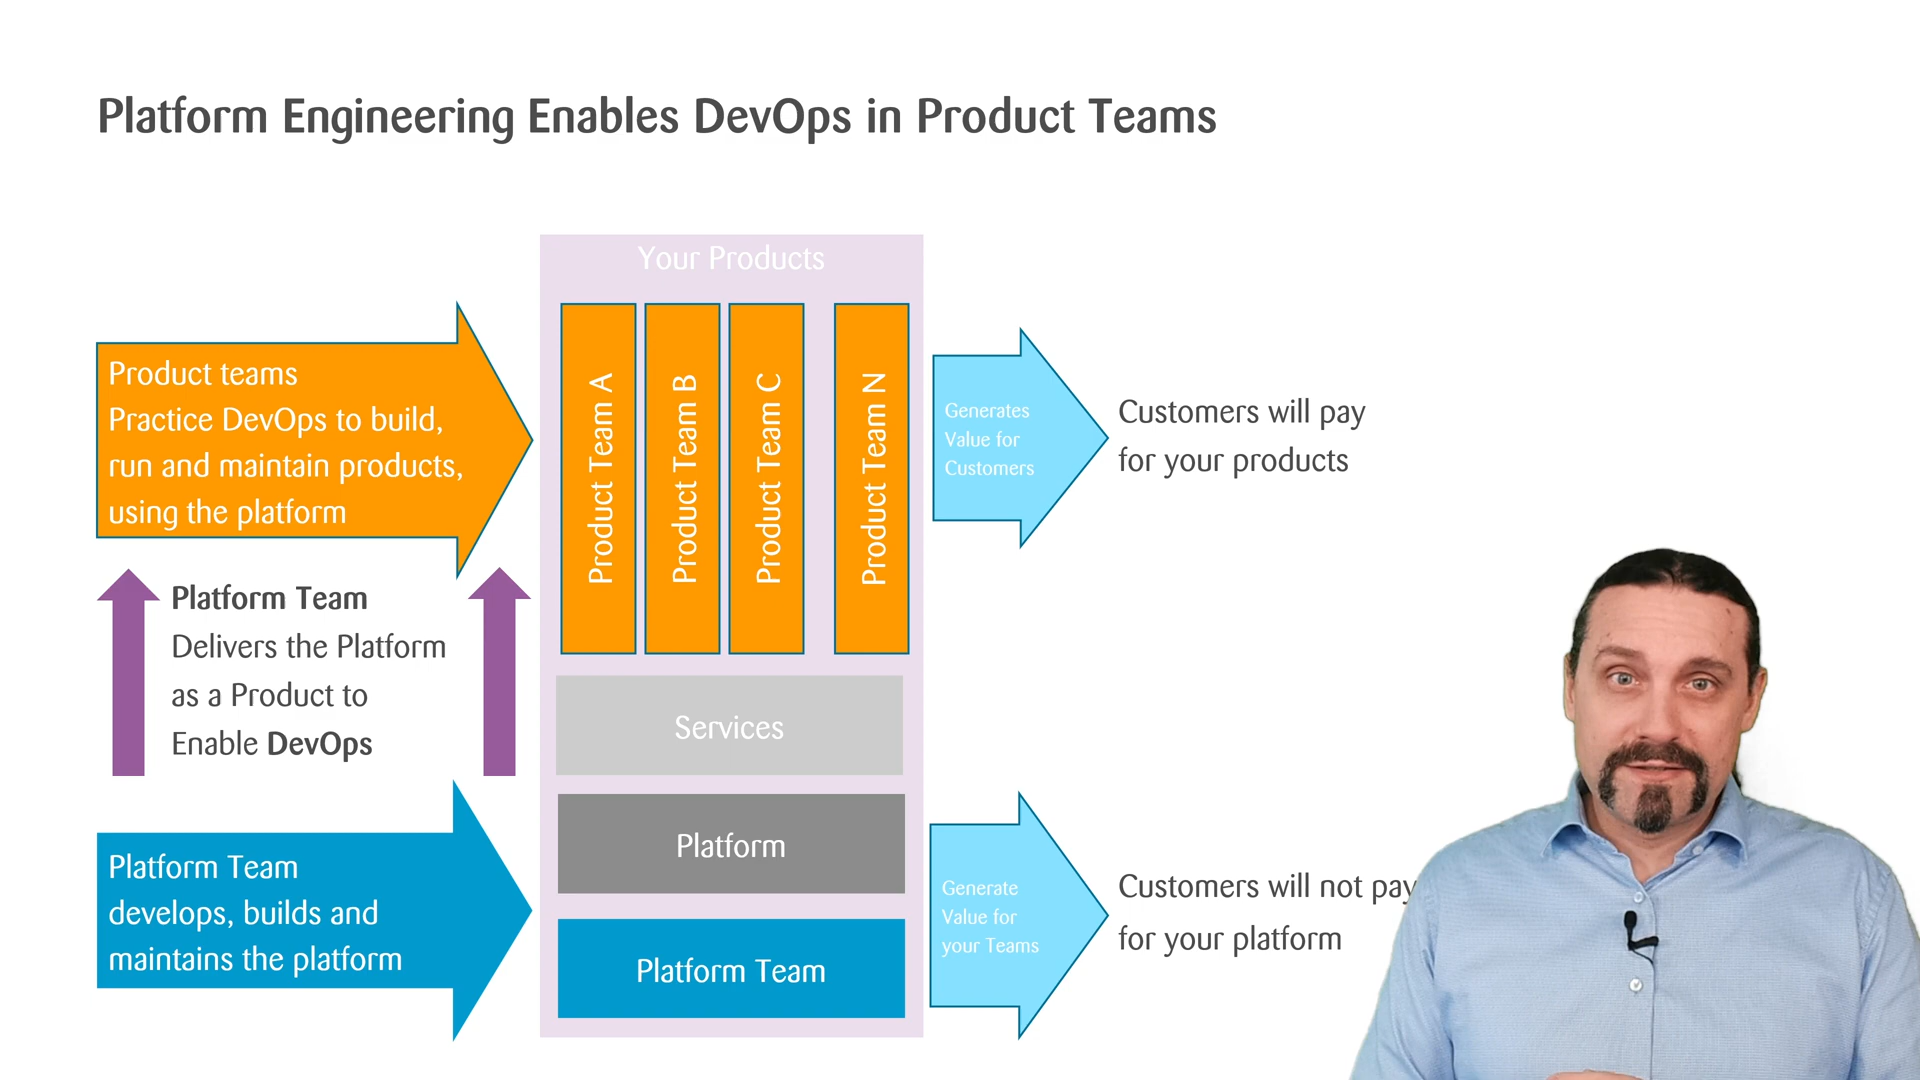 Platform Engineering Enables DevOps in Product Teams
Your Products
Product teams
Practice DevOps to build,
run and maintain products,
using the platform
Product Team A
Product Team B
Product Team C
Product Team N
Generates
Value for
Customers
Customers will pay
for your products
Platform Team
Delivers the Platform
as a Product to
Enable DevOps
Services
Platform
Platform Team
develops, builds and
maintains the platform
Platform Team
Generate
Value for
your Teams
Customers will not pay
for your platform